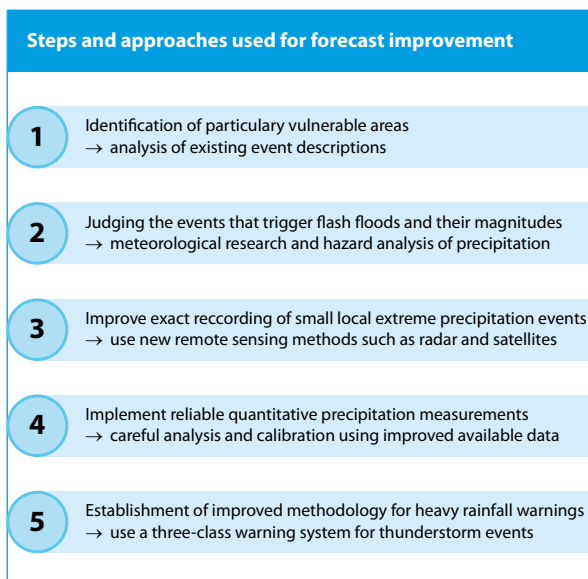 Steps and approaches used for forecast improvement
1
Identification of particulary vulnerable areas
→ analysis of existing event descriptions
2
Judging the events that trigger flash floods and their magnitudes
→ meteorological research and hazard analysis of precipitation
3
Improve exact reccording of small local extreme precipitation events
→ use new remote sensing methods such as radar and satellites
4
Implement reliable quantitative precipitation measurements
→ careful analysis and calibration using improved available data
5
Establishment of improved methodology for heavy rainfall warnings
→ use a three-class warning system for thunderstorm events